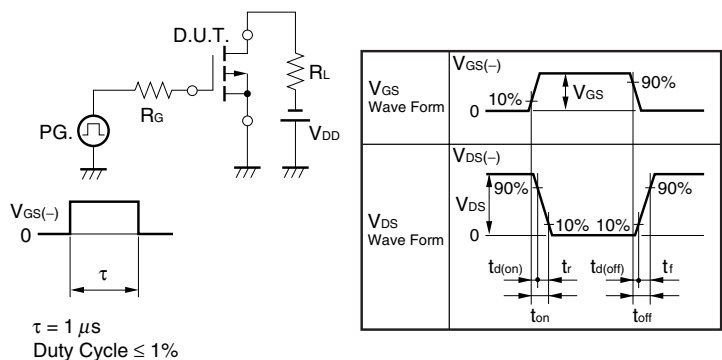 D.U.T.
RL
RG
PG.
VDD
VGS(−)
0
τ
τ = 1 μs
Duty Cycle ≤ 1%
VGS
Wave Form
VGS(−)
10%
VGS
90%
0
VDS
Wave Form
VDS(−)
90%
VDS
10%
10%
90%
0
td(on)
tr
td(off)
tf
ton
toff